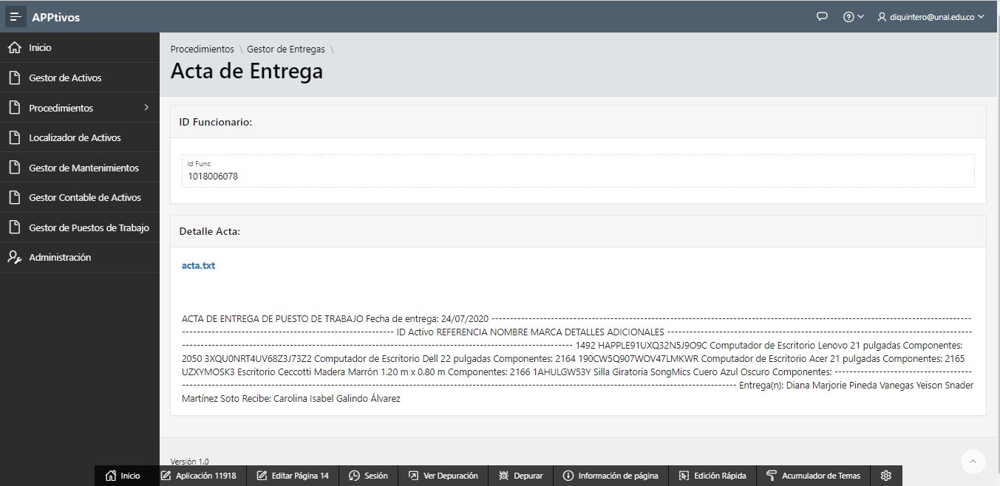 APPtivos
diquintero@unal.edu.co
Inicio
Gestor de Activos
Procedimientos
Localizador de Activos
Gestor de Mantenimientos
Gestor Contable de Activos
Gestor de Puestos de Trabajo
Administración
Procedimientos \ Gestor de Entregas \
Acta de Entrega
ID Funcionario:
Id Func
1018006078
Detalle Acta:
acta.txt
ACTA DE ENTREGA DE PUESTO DE TRABAJO Fecha de entrega: 24/07/2020 --------------------------------------------------------------------------------
-------------------------------------------------- ID Activo REFERENCIA NOMBRE MARCA DETALLES ADICIONALES --------------------------------------------------
-------------------------------------------------------------------------------- 1492 HAPPLE91UXQ32N5J9O9C Computador de Escritorio Lenovo 21 pulgadas Componentes:
2050 3XQU0NRT4UV68Z3J73Z2 Computador de Escritorio Dell 22 pulgadas Componentes: 2164 190CW5Q907WOV47LMKWR Computador de Escritorio Acer 21 pulgadas Componentes: 2165
UZXYMOSK3 Escritorio Ceccotti Madera Marrón 1.20 m x 0.80 m Componentes: 2166 1AHULGW53Y Silla Giratoria SongMics Cuero Azul Oscuro Componentes: --------------------------------
-------------------------------------------------------------------------------- Entrega(n): Diana Marjorie Pineda Vanegas Yeison Snader
Martínez Soto Recibe: Carolina Isabel Galindo Álvarez
Versión 1.0
Inicio
Aplicación 11918
Editar Página 14
Sesión
Ver Depuración
Depurar
Información de página
Edición Rápida
Acumulador de Temas